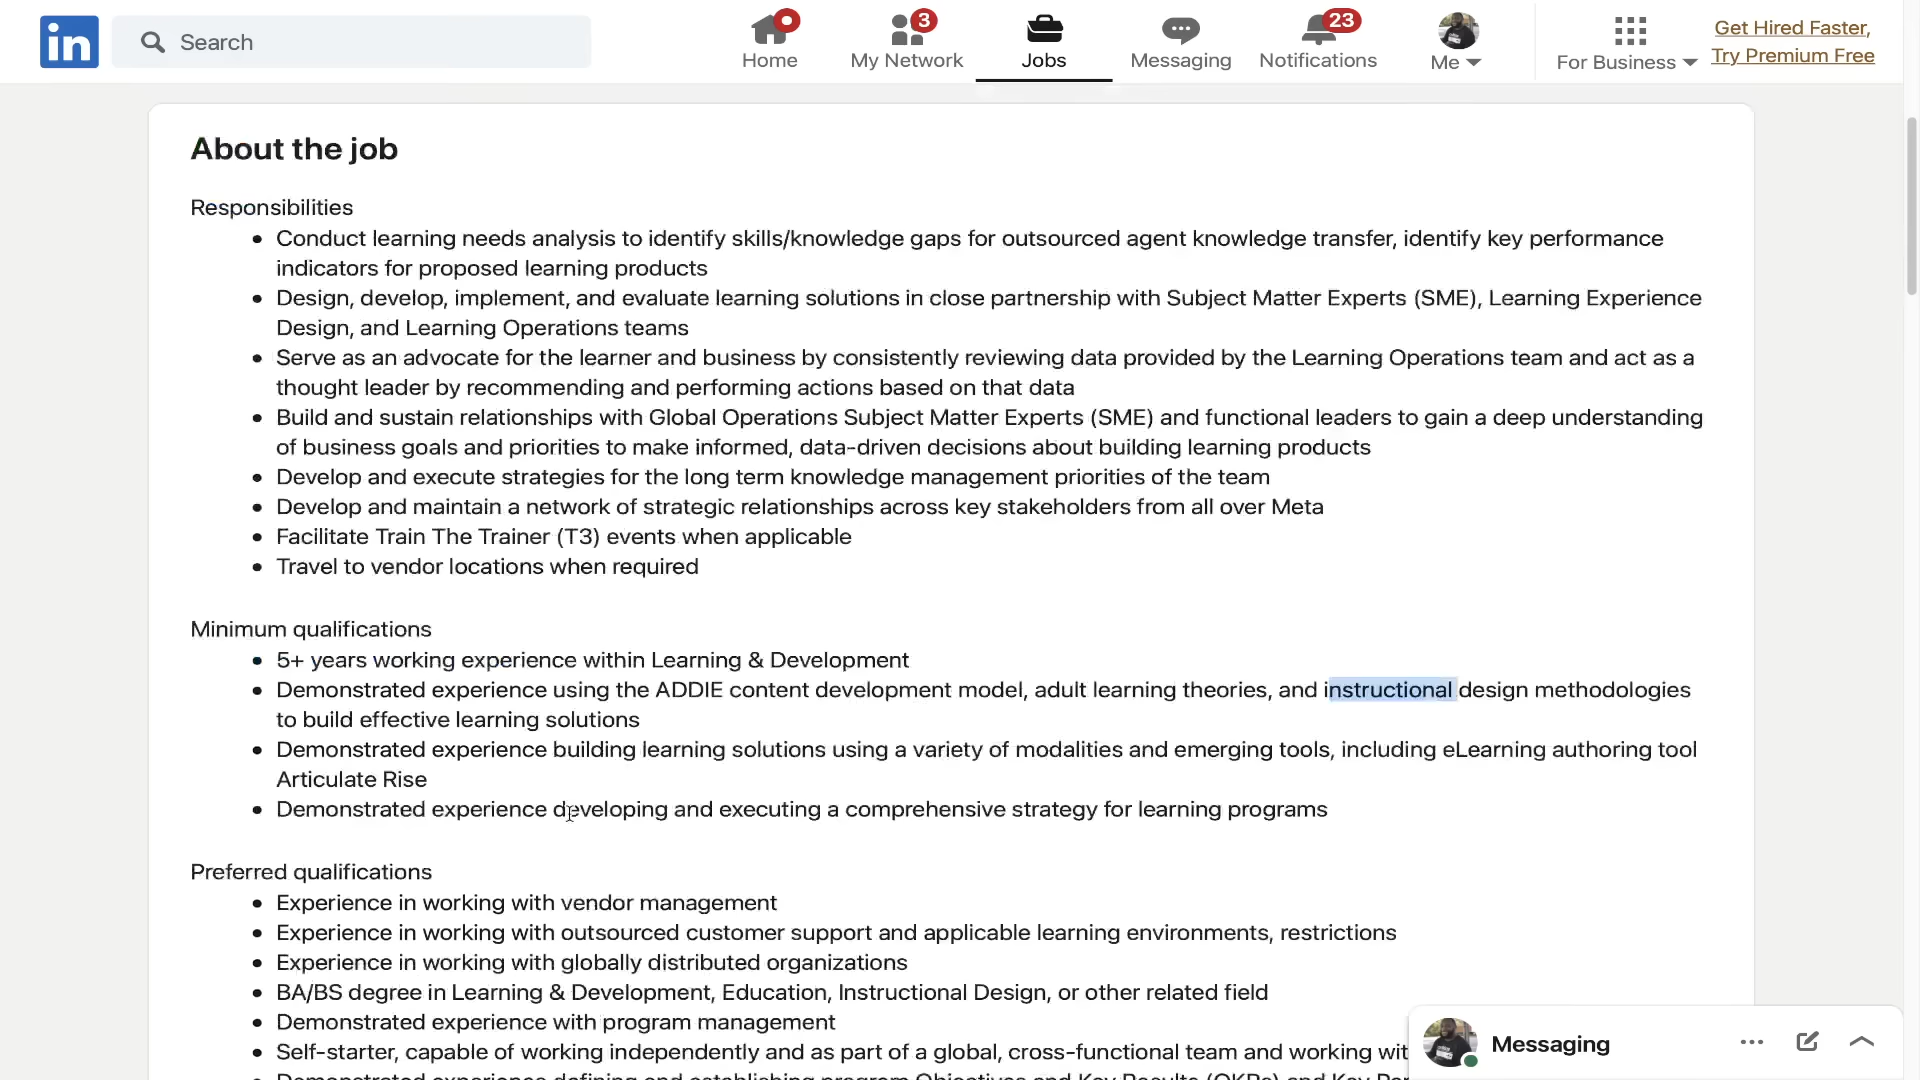 in
Search
Home
3
My Network
Jobs
Messaging
23
Notifications
Me
For Business
Get Hired Faster,
Try Premium Free
About the job
Responsibilities
• Conduct learning needs analysis to identify skills/knowledge gaps for outsourced agent knowledge transfer, identify key performance
indicators for proposed learning products
• Design, develop, implement, and evaluate learning solutions in close partnership with Subject Matter Experts (SME), Learning Experience
Design, and Learning Operations teams
• Serve as an advocate for the learner and business by consistently reviewing data provided by the Learning Operations team and act as a
thought leader by recommending and performing actions based on that data
• Build and sustain relationships with Global Operations Subject Matter Experts (SME) and functional leaders to gain a deep understanding
of business goals and priorities to make informed, data-driven decisions about building learning products
• Develop and execute strategies for the long term knowledge management priorities of the team
• Develop and maintain a network of strategic relationships across key stakeholders from all over Meta
• Facilitate Train The Trainer (T3) events when applicable
• Travel to vendor locations when required
Minimum qualifications
• 5+ years working experience within Learning & Development
• Demonstrated experience using the ADDIE content development model, adult learning theories, and instructional design methodologies
to build effective learning solutions
• Demonstrated experience building learning solutions using a variety of modalities and emerging tools, including eLearning authoring tool
Articulate Rise
• Demonstrated experience developing and executing a comprehensive strategy for learning programs
Preferred qualifications
• Experience in working with vendor management
• Experience in working with outsourced customer support and applicable learning environments, restrictions
• Experience in working with globally distributed organizations
• BA/BS degree in Learning & Development, Education, Instructional Design, or other related field
• Demonstrated experience with program management
• Self-starter, capable of working independently and as part of a global, cross-functional team and working
Demonstrated experience defining and establishing program Objectives and Key Results (OKRs) and Key
Messaging